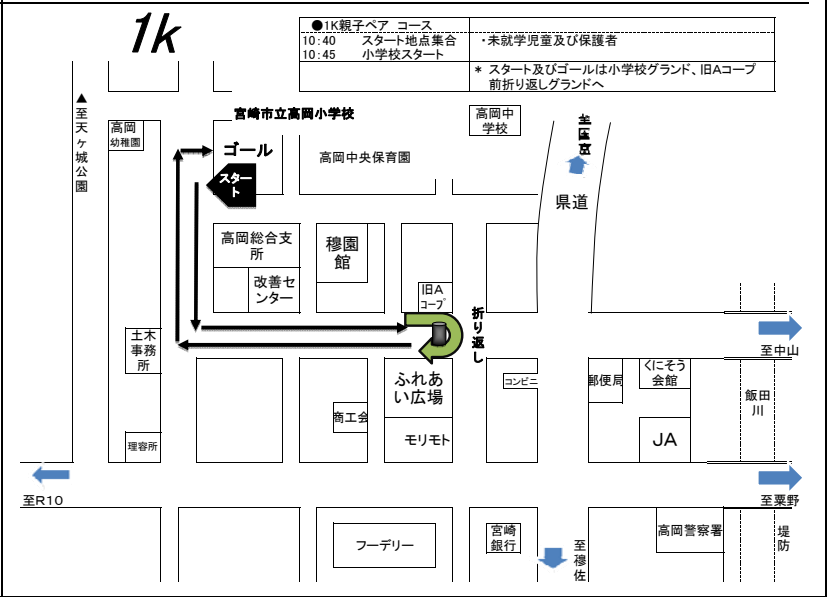 1k
●1K親子ペア コース
10:40 スタート地点集合
・未就学児童及び保護者
10:45 小学校スタート
* スタート及びゴールは小学校グランド、旧Aコープ
前折り返しグランドへ
▲至天ヶ城公園
高岡
幼稚園
宮崎市立高岡小学校
ゴール
スター
ト
高岡中央保育園
高岡中
学校
県道
高岡総合支
所
改善セ
ンター
穆園
館
旧A
コープ
折り返し
土木
事務
所
理容所
商工会
ふれあ
い広場
モリモト
コンビニ
郵便局
くにそう
会館
JA
至中山
飯田
川
至R10
至粟野
フーデリー
宮崎
銀行
至穆佐
高岡警察署
堤防